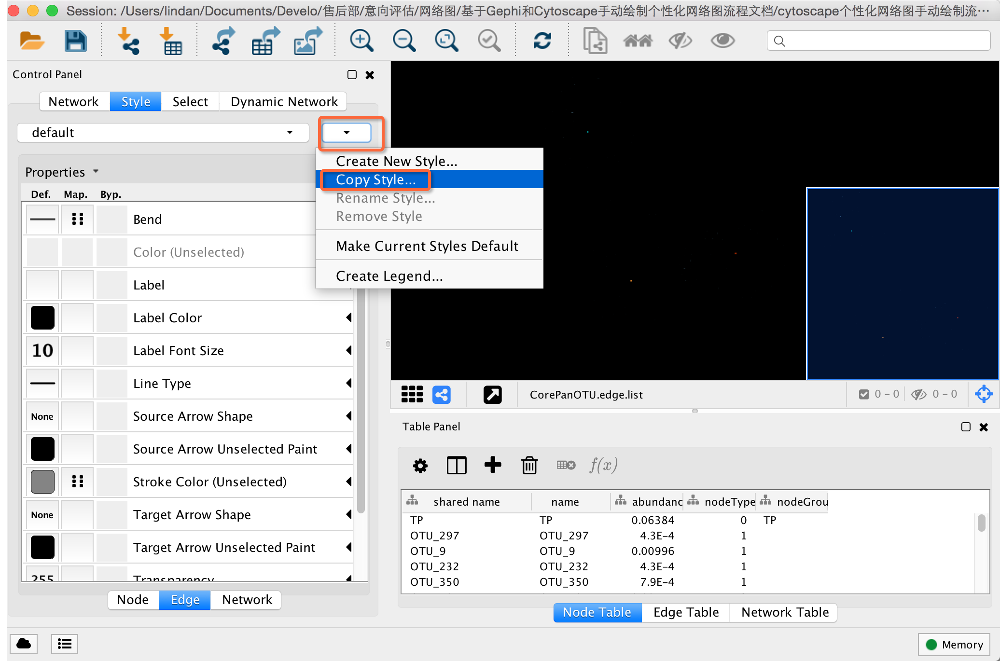 Session: /Users/lindan/Documents/Develo/售后部/意向评估/网络图/基于Gephi和Cytoscape手动绘制个性化网络图流程文档/cytoscape个性化网络图手动绘制流…
Control Panel
Network Style Select Dynamic Network
default
Create New Style...
Copy Style...
Rename Style...
Remove Style
Make Current Styles Default
Create Legend...
Properties
Def. Map. Byp.
Bend
Color (Unselected)
Label
Label Color
10 Label Font Size
Line Type
None Source Arrow Shape
Source Arrow Unselected Paint
Stroke Color (Unselected)
None Target Arrow Shape
Target Arrow Unselected Paint
255 Transparency
Node Edge Network
CorePanOTU.edge.list 0 – 0 0 – 0
Table Panel
f(x)
shared name name abundanc nodeType nodeGrou
TP TP 0.06384 0 TP
OTU_297 OTU_297 4.3E-4 1
OTU_9 OTU_9 0.00996 1
OTU_232 OTU_232 4.3E-4 1
OTU_350 OTU_350 7.9E-4 1
Node Table Edge Table Network Table
Memory